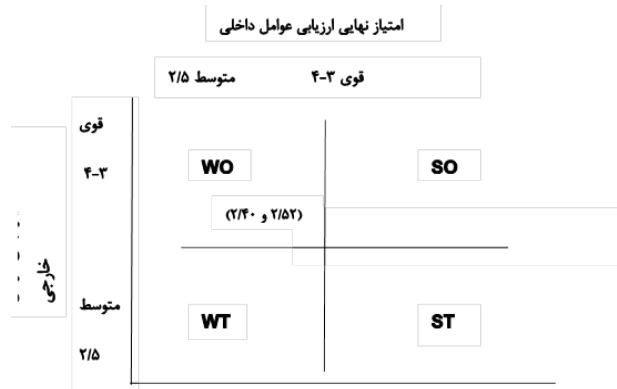 امتیاز نهایی ارزیابی عوامل داخلی
قوی ۳-۴ متوسط ۲/۵
قوی
۳-۴
WO SO
(۲/۵۲ و ۲/۴۰)
خارجی
متوسط
۲/۵
WT ST